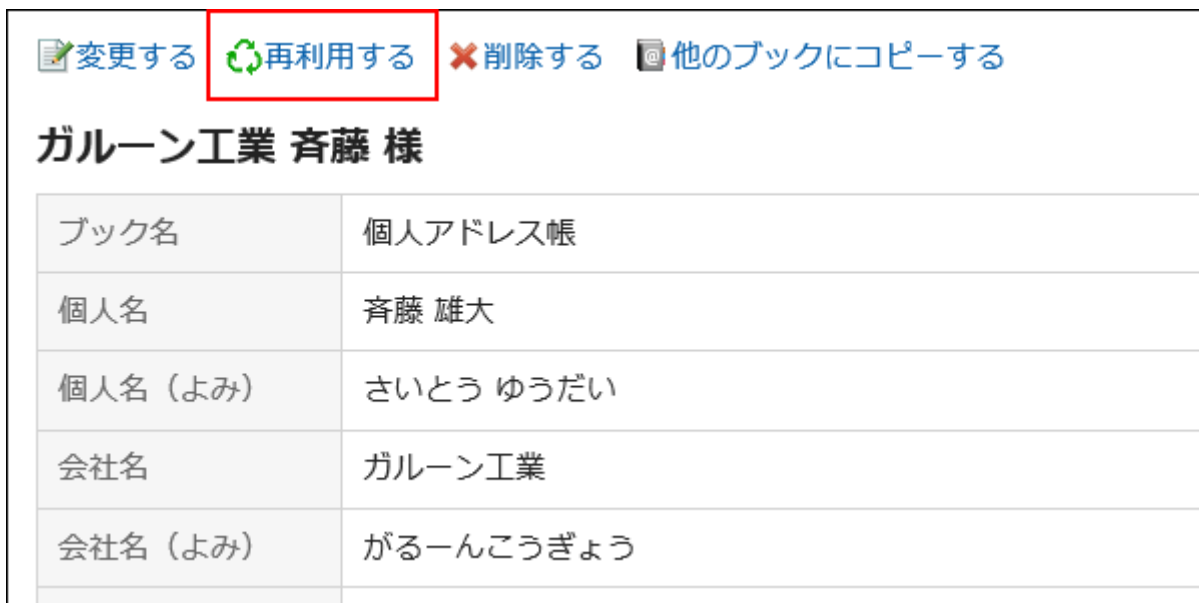 変更する 再利用する 削除する 他のブックにコピーする
ガルーン工業 斉藤 様
ブック名 個人アドレス帳
個人名 斉藤 雄大
個人名（よみ） さいとう ゆうだい
会社名 ガルーン工業
会社名（よみ） がるーんこうぎょう